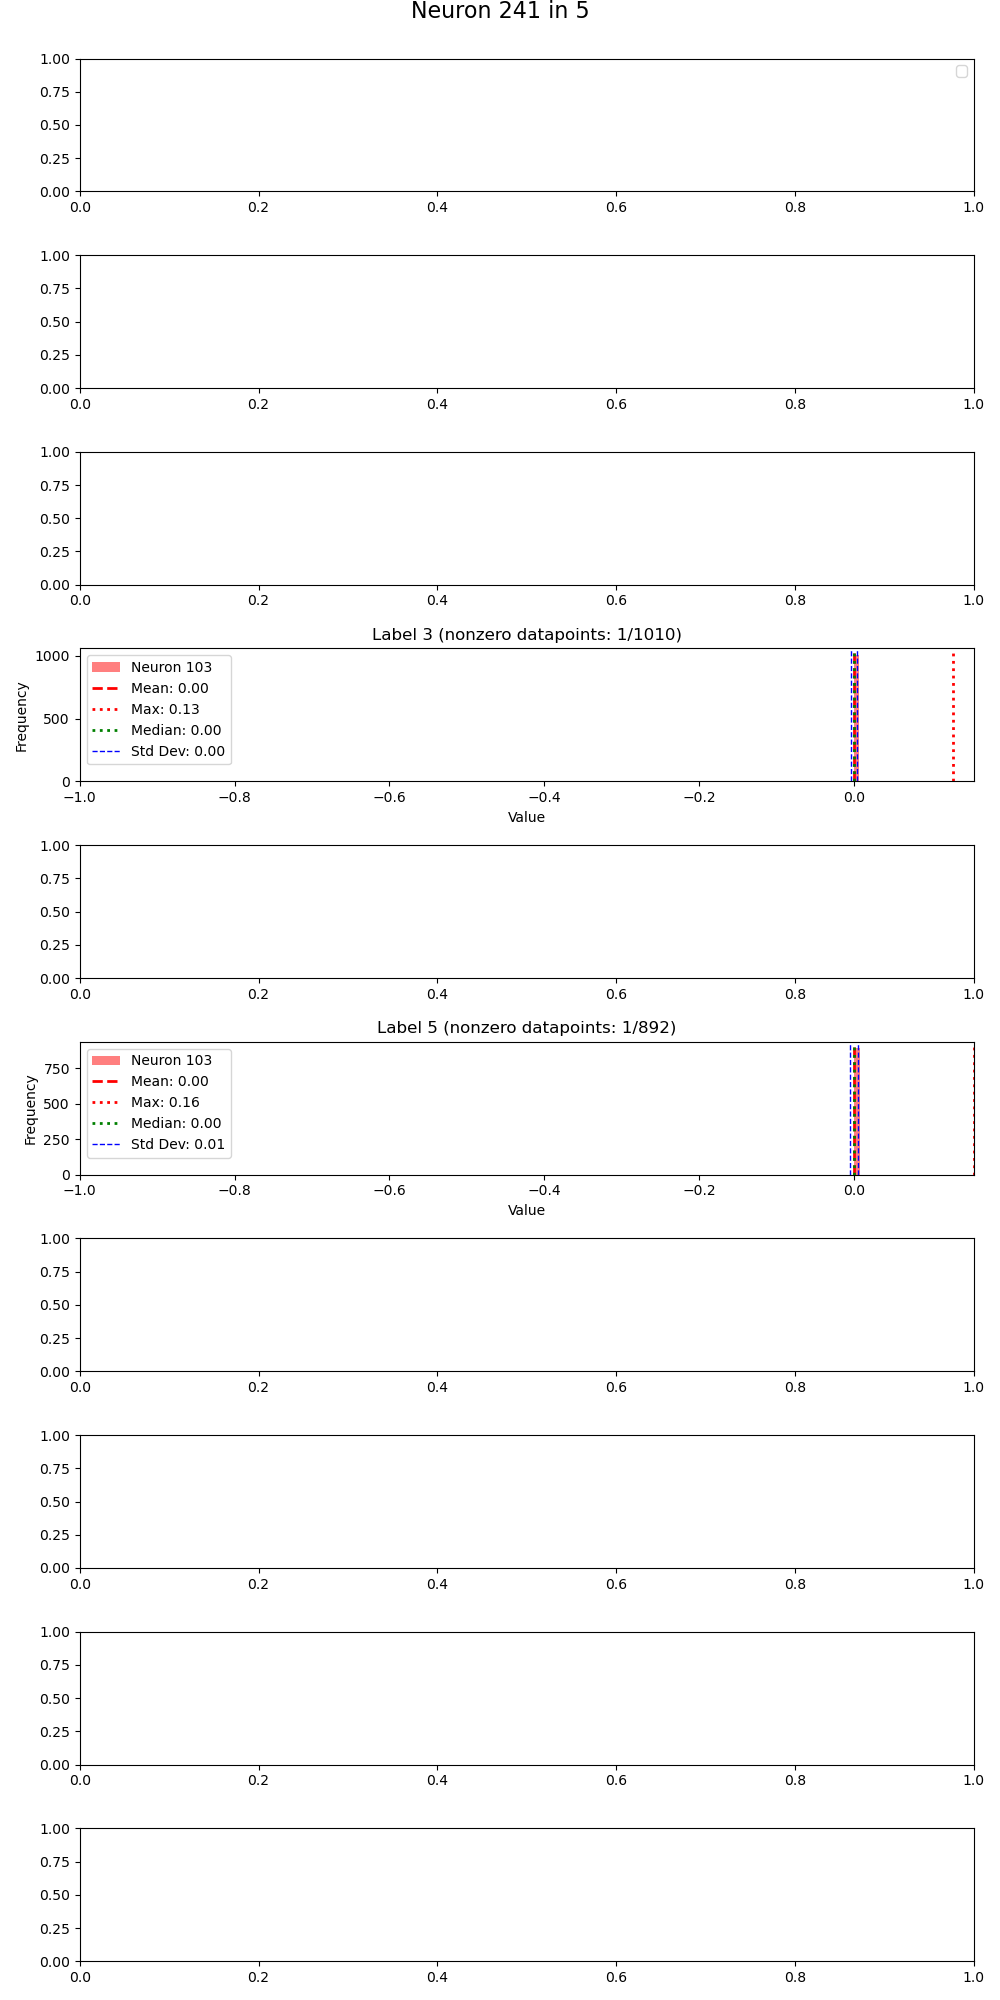 Neuron 241 in 5
1.00
0.75
0.50
0.25
0.00
0.0 0.2 0.4 0.6 0.8 1.0
1.00
0.75
0.50
0.25
0.00
0.0 0.2 0.4 0.6 0.8 1.0
1.00
0.75
0.50
0.25
0.00
0.0 0.2 0.4 0.6 0.8 1.0
Label 3 (nonzero datapoints: 1/1010)
Frequency
1000
500
0
Neuron 103
Mean: 0.00
Max: 0.13
Median: 0.00
Std Dev: 0.00
−1.0 −0.8 −0.6 −0.4 −0.2 0.0
Value
1.00
0.75
0.50
0.25
0.00
0.0 0.2 0.4 0.6 0.8 1.0
Label 5 (nonzero datapoints: 1/892)
Frequency
750
500
250
0
Neuron 103
Mean: 0.00
Max: 0.16
Median: 0.00
Std Dev: 0.01
−1.0 −0.8 −0.6 −0.4 −0.2 0.0
Value
1.00
0.75
0.50
0.25
0.00
0.0 0.2 0.4 0.6 0.8 1.0
1.00
0.75
0.50
0.25
0.00
0.0 0.2 0.4 0.6 0.8 1.0
1.00
0.75
0.50
0.25
0.00
0.0 0.2 0.4 0.6 0.8 1.0
1.00
0.75
0.50
0.25
0.00
0.0 0.2 0.4 0.6 0.8 1.0